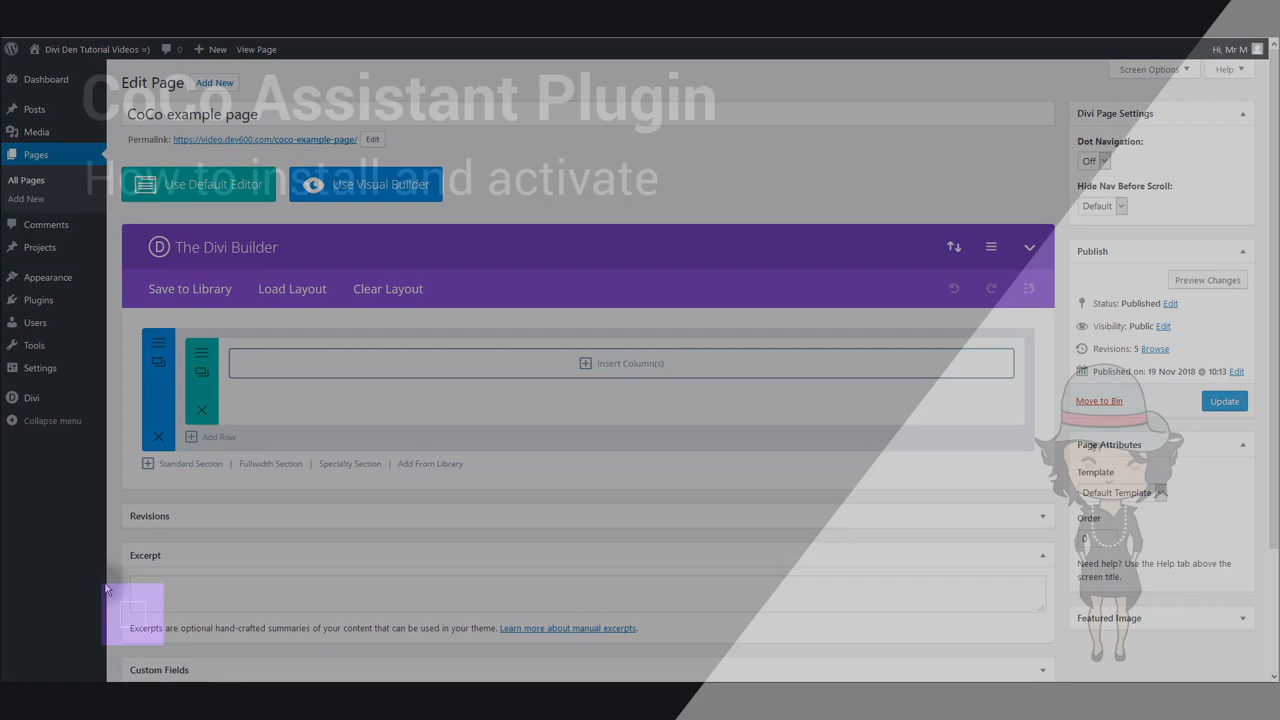 Divi Den Tutorial Videos =) 0 New View Page Hi, Mr M
Dashboard
Posts
Media
Pages
All Pages
Add New
Comments
Projects
Appearance
Plugins
Users
Tools
Settings
Divi
Collapse menu
Screen Options Help
Edit Page Add New
CoCo Assistant Plugin
CoCo example page
Permalink: https://video.dev600.com/coco-example-page/ Edit
How to install and activate
Use Default Editor Use Visual Builder
D The Divi Builder
Save to Library Load Layout Clear Layout
Insert Column(s)
Add Row
Standard Section | Fullwidth Section | Specialty Section | Add From Library
Revisions
Excerpt
Excerpts are optional hand-crafted summaries of your content that can be used in your theme. Learn more about manual excerpts.
Custom Fields
Divi Page Settings
Dot Navigation:
Off
Hide Nav Before Scroll:
Default
Publish
Preview Changes
Status: Published Edit
Visibility: Public Edit
Revisions: 5 Browse
Published on: 19 Nov 2018 @ 10:13 Edit
Move to Bin Update
Page Attributes
Template
Default Template
Order
0
Need help? Use the Help tab above the
screen title.
Featured Image